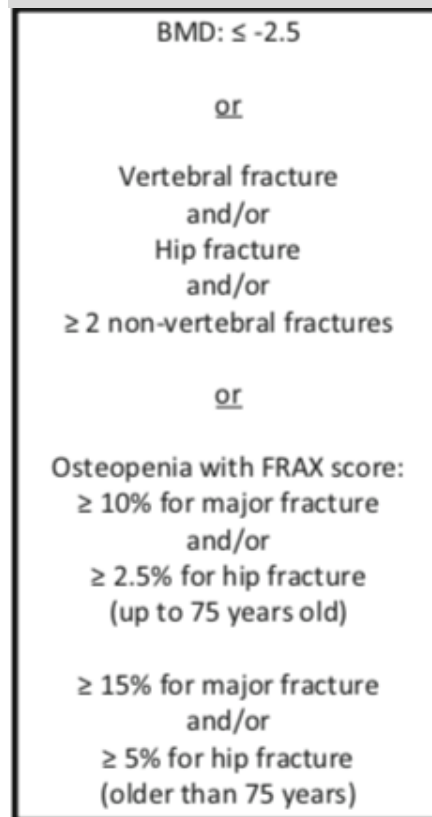 BMD: ≤ -2.5
or
Vertebral fracture
and/or
Hip fracture
and/or
≥ 2 non-vertebral fractures
or
Osteopenia with FRAX score:
≥ 10% for major fracture
and/or
≥ 2.5% for hip fracture
(up to 75 years old)
≥ 15% for major fracture
and/or
≥ 5% for hip fracture
(older than 75 years)